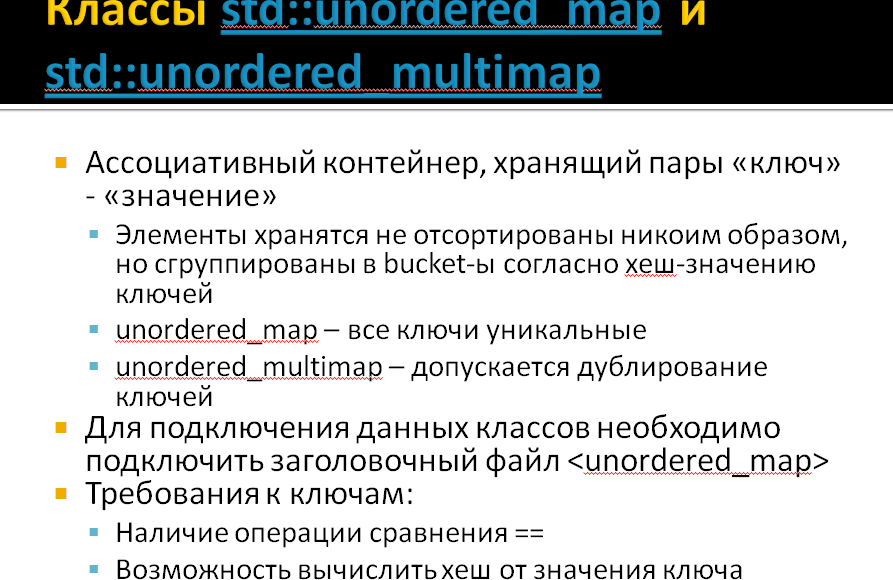 Классы std::unordered_map и
std::unordered_multimap
Ассоциативный контейнер, хранящий пары «ключ»
- «значение»
Элементы хранятся не отсортированы никоим образом,
но сгруппированы в bucket-ы согласно хеш-значению
ключей
unordered_map – все ключи уникальные
unordered_multimap – допускается дублирование
ключей
Для подключения данных классов необходимо
подключить заголовочный файл <unordered_map>
Требования к ключам:
Наличие операции сравнения ==
Возможность вычислить хеш от значения ключа